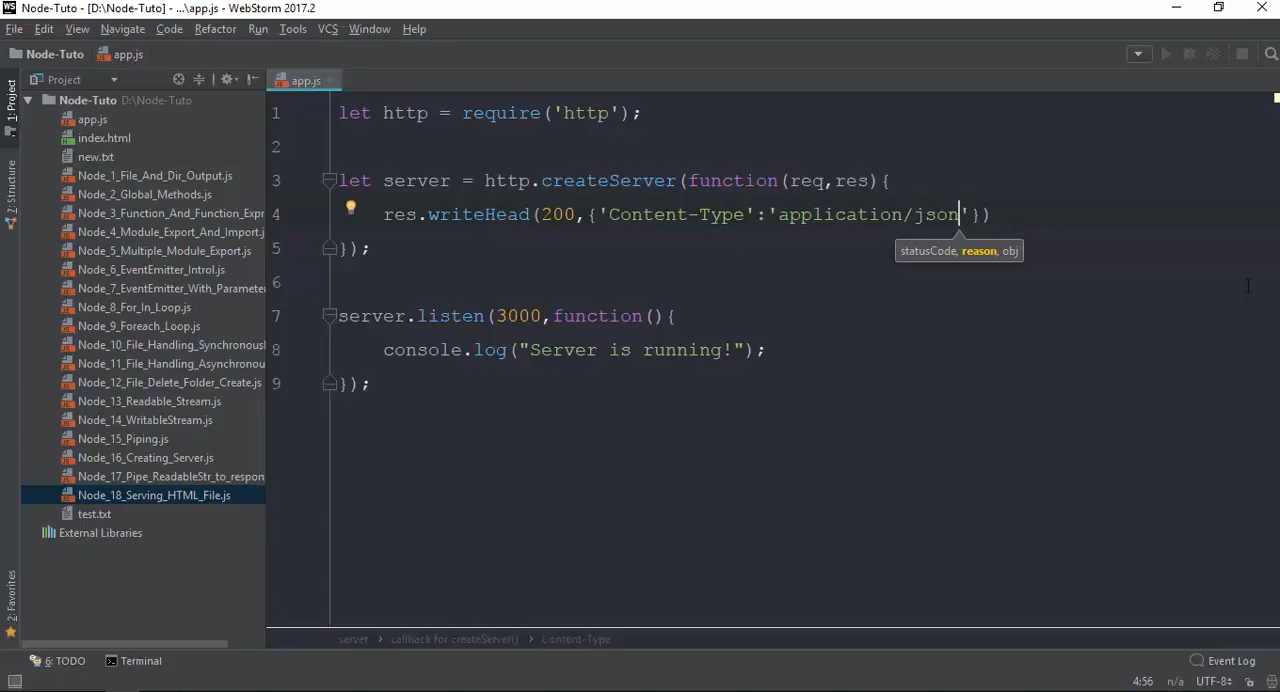 WS Node-Tuto - [D:\Node-Tuto] - ...\app.js - WebStorm 2017.2
File Edit View Navigate Code Refactor Run Tools VCS Window Help
Node-Tuto app.js
1: Project
Project
app.js
Node-Tuto D:\Node-Tuto
app.js
index.html
new.txt
Node_1_File_And_Dir_Output.js
Node_2_Global_Methods.js
Node_3_Function_And_Function_Expr
Node_4_Module_Export_And_Import.j
Node_5_Multiple_Module_Export.js
Node_6_EventEmitter_Introl.js
Node_7_EventEmitter_With_Paramete
Node_8_For_In_Loop.js
Node_9_Foreach_Loop.js
Node_10_File_Handling_Synchronous
Node_11_File_Handling_Asynchronou
Node_12_File_Delete_Folder_Create.js
Node_13_Readable_Stream.js
Node_14_WritableStream.js
Node_15_Piping.js
Node_16_Creating_Server.js
Node_17_Pipe_ReadableStr_to_respon
Node_18_Serving_HTML_File.js
test.txt
External Libraries
7: Structure
2: Favorites
1 let http = require('http');
2
3 let server = http.createServer(function(req,res){
4 res.writeHead(200,{'Content-Type':'application/json'})
statusCode, reason, obj
5 });
6
7 server.listen(3000,function(){
8 console.log("Server is running!");
9 });
server › callback for createServer() › Content-Type
6: TODO Terminal Event Log
4:56 n/a UTF-8